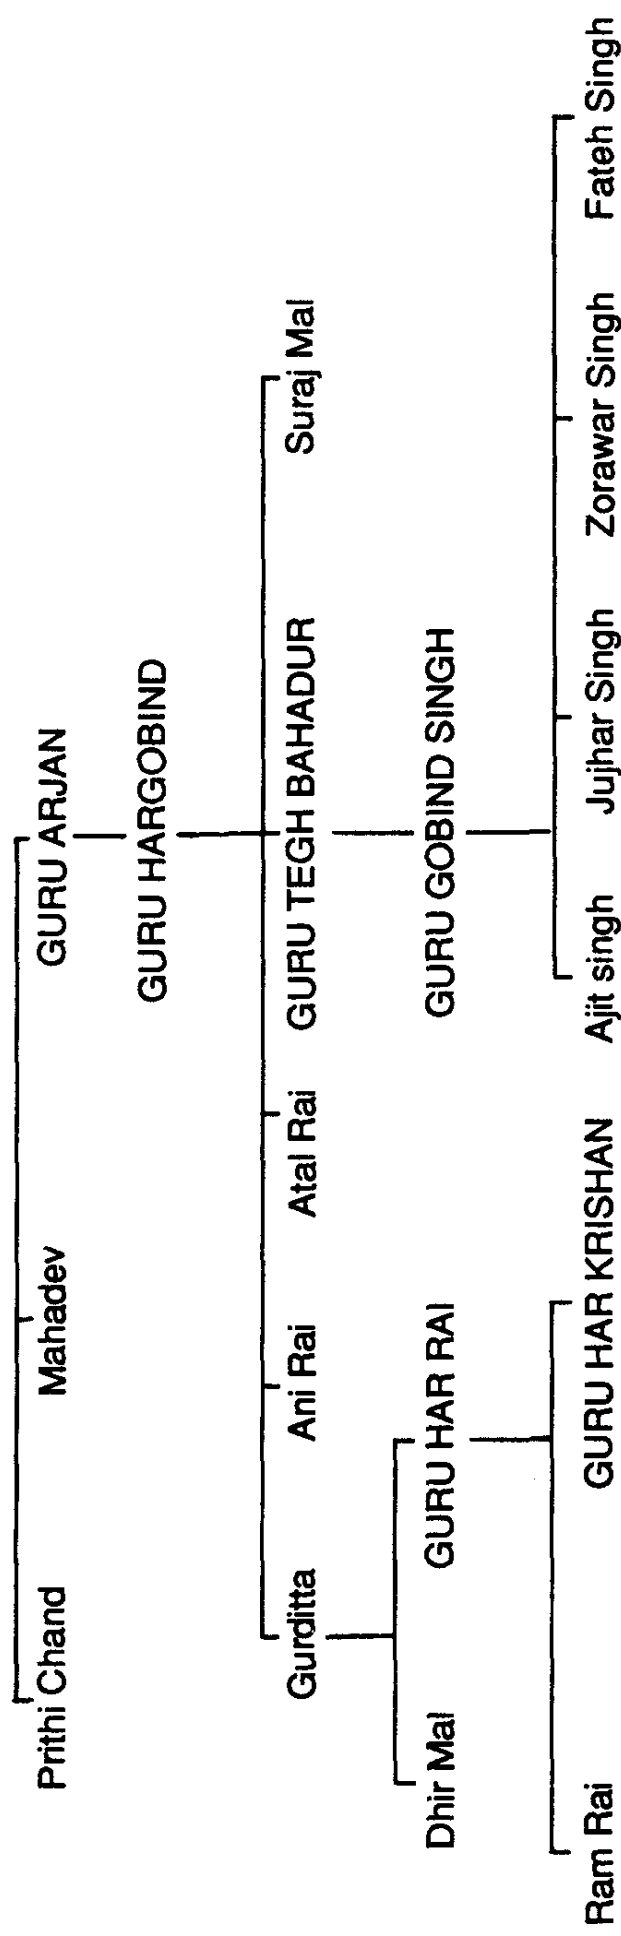 Prithi Chand Mahadev GURU ARJAN
GURU HARGOBIND
Gurditta Ani Rai Atal Rai GURU TEGH BAHADUR Suraj Mal
Dhir Mal GURU HAR RAI GURU GOBIND SINGH
Ram Rai GURU HAR KRISHAN Ajit singh Jujhar Singh Zorawar Singh Fateh Singh